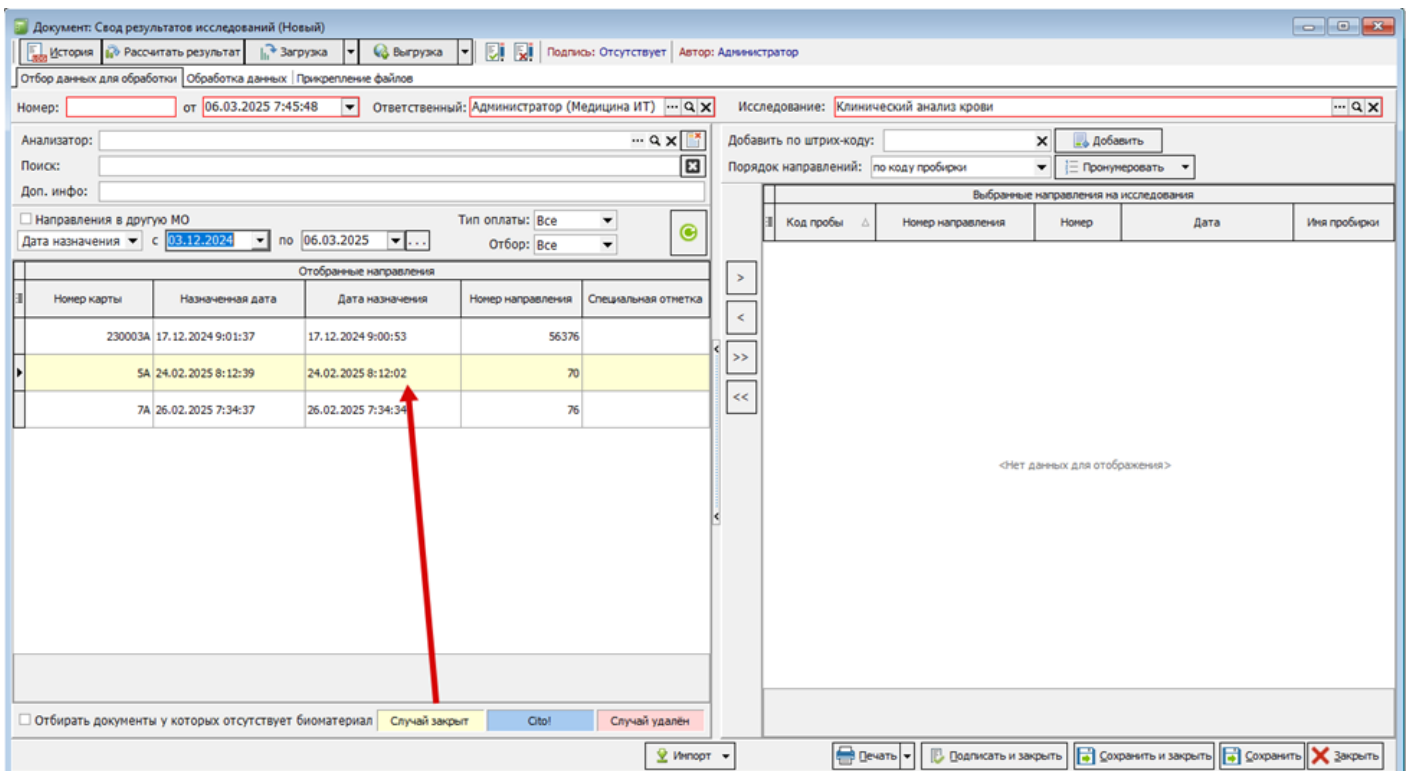 Документ: Свод результатов исследований (Новый)
История Рассчитать результат Загрузка Выгрузка Подпись: Отсутствует Автор: Администратор
Отбор данных для обработки Обработка данных Прикрепление файлов
Номер: от 06.03.2025 7:45:48 Ответственный: Администратор (Медицина ИТ) ... Исследование: Клинический анализ крови ...
Анализатор: ... Добавить по штрих-коду: Добавить
Поиск: Порядок направлений: по коду пробирки Пронумеровать
Доп. инфо: Выбранные направления на исследования
Направления в другую МО Тип оплаты: Все Код пробы Номер направления Номер Дата Имя пробирки
Дата назначения с 03.12.2024 по 06.03.2025 ... Отбор: Все
Отобранные направления
Номер карты Назначенная дата Дата назначения Номер направления Специальная отметка
>
<
>>
<<
230003А 17.12.2024 9:01:37 17.12.2024 9:00:53 56376
5А 24.02.2025 8:12:39 24.02.2025 8:12:02 70
7А 26.02.2025 7:34:37 26.02.2025 7:34:34 76
<Нет данных для отображения>
Отбирать документы у которых отсутствует биоматериал Случай закрыт Cito! Случай удалён
Импорт Печать Подписать и закрыть Сохранить и закрыть Сохранить Закрыть